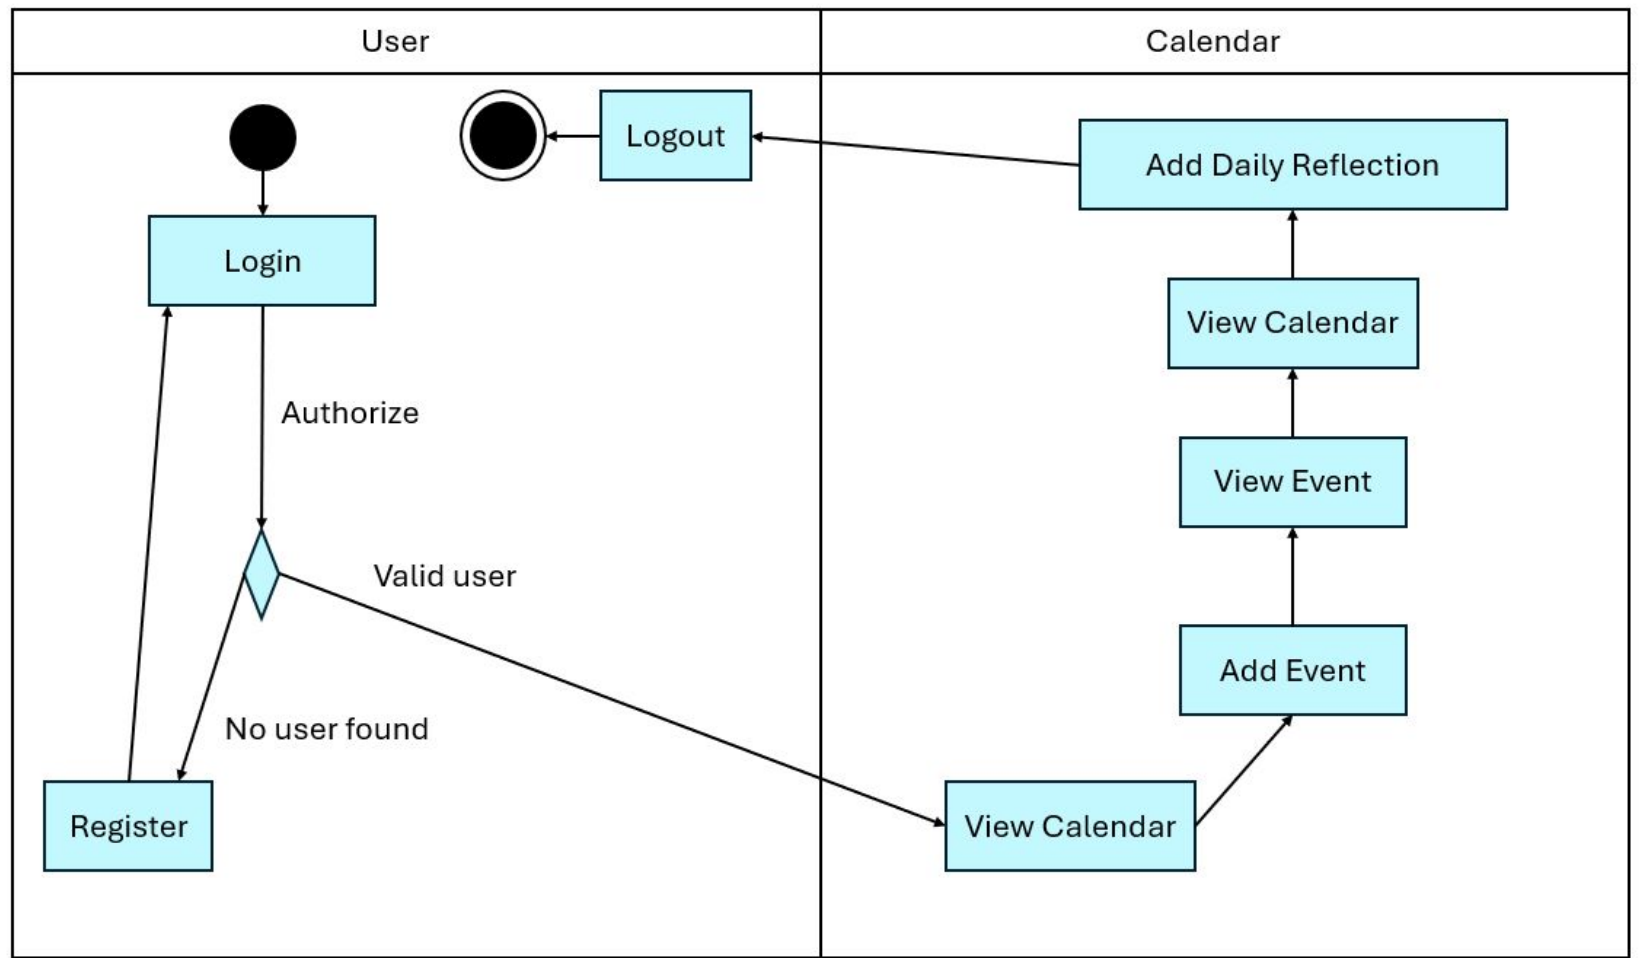 User
Calendar
Logout
Add Daily Reflection
Login
View Calendar
Authorize
View Event
Valid user
Add Event
No user found
Register
View Calendar